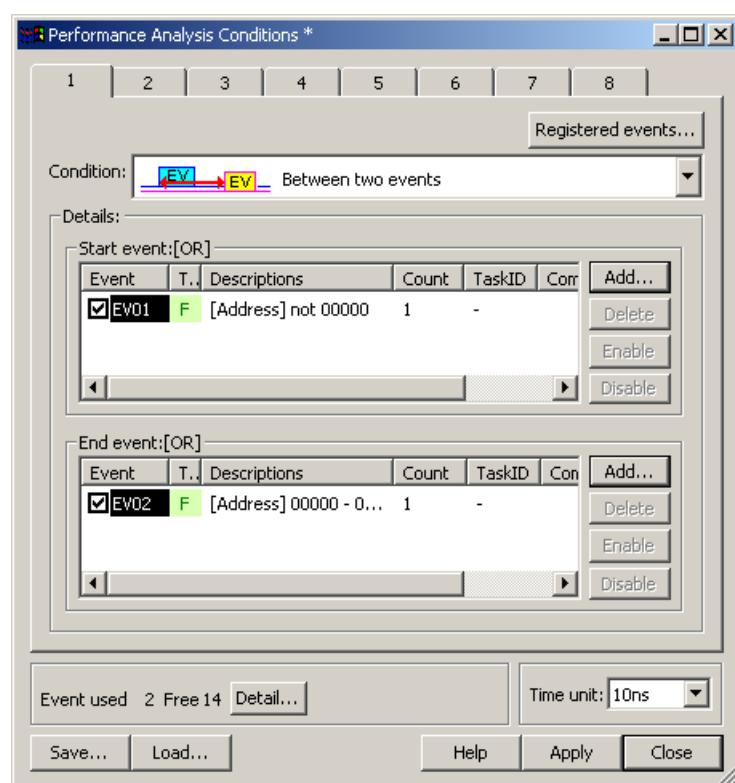 Performance Analysis Conditions *
1 2 3 4 5 6 7 8
Registered events...
Condition: EV EV Between two events
Details:
Start event:[OR]
Event T.. Descriptions Count TaskID Com Add...
EV01 F [Address] not 00000 1 - Delete
Enable
Disable
End event:[OR]
Event T.. Descriptions Count TaskID Con Add...
EV02 F [Address] 00000 - 0... 1 - Delete
Enable
Disable
Event used 2 Free 14 Detail... Time unit: 10ns
Save... Load... Help Apply Close